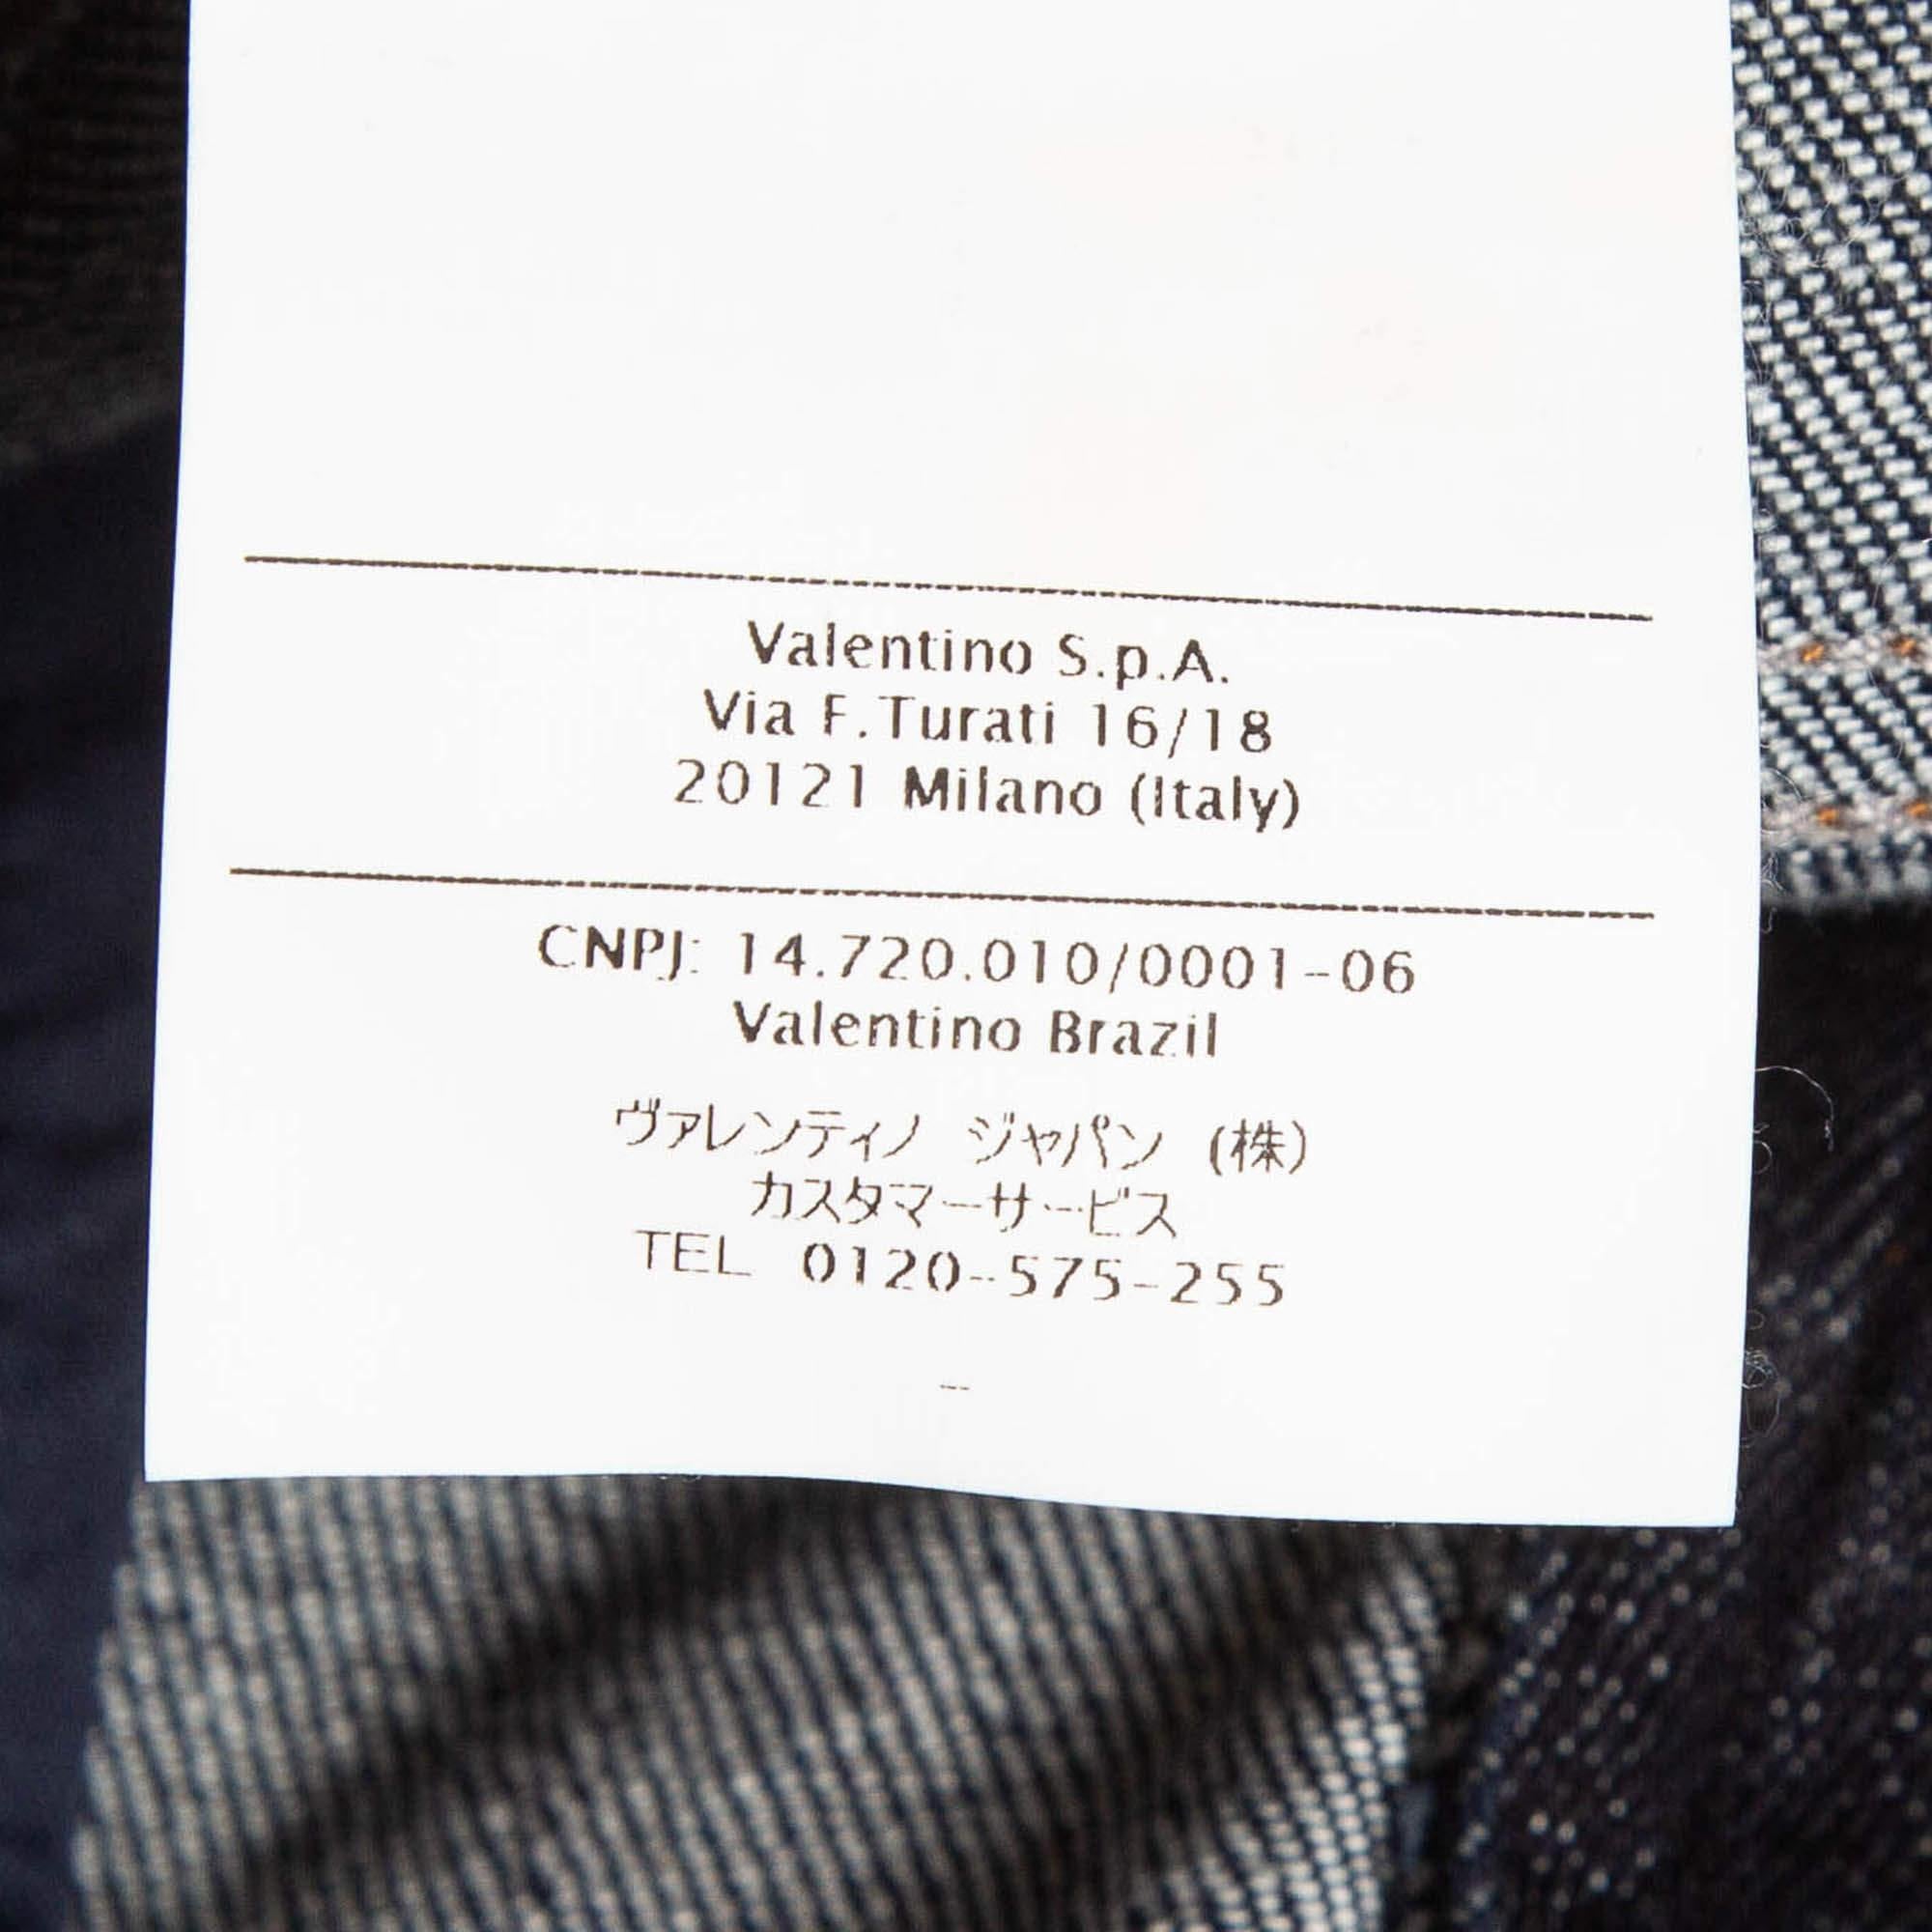 Valentino S.p.A.
Via F.Turati 16/18
20121 Milano (Italy)
CNPJ: 14.720.010/0001-06
Valentino Brazil
ヴァレンティノ ジャパン (株)
カスタマーサービス
TEL 0120-575-255